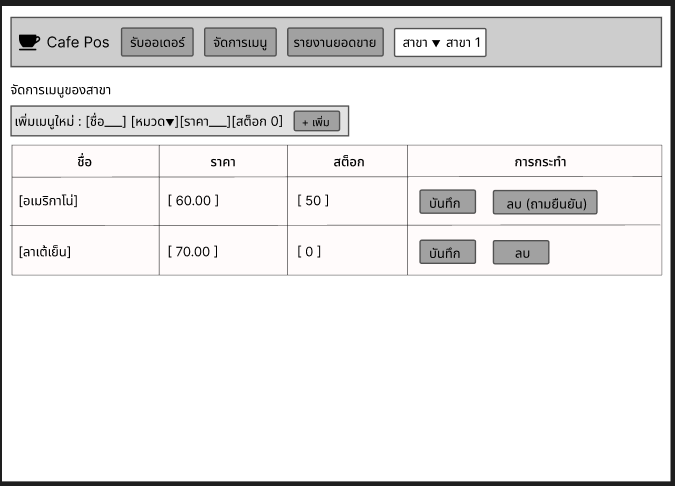 Cafe Pos รับออเดอร์ จัดการเมนู รายงานยอดขาย สาขา ▼ สาขา 1
จัดการเมนูของสาขา
เพิ่มเมนูใหม่ : [ชื่อ___] [หมวด▼][ราคา___][สต็อก 0] + เพิ่ม
ชื่อ ราคา สต็อก การกระทำ
[อเมริกาโน่] [ 60.00 ] [ 50 ] บันทึก ลบ (ถามยืนยัน)
[ลาเต้เย็น] [ 70.00 ] [ 0 ] บันทึก ลบ